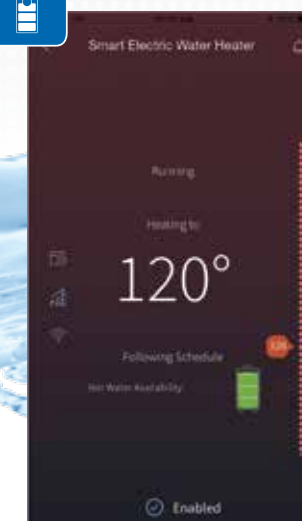 Smart Electric Water Heater
Running
Heating to
120°
Following Schedule
Hot Water Availability
Enabled